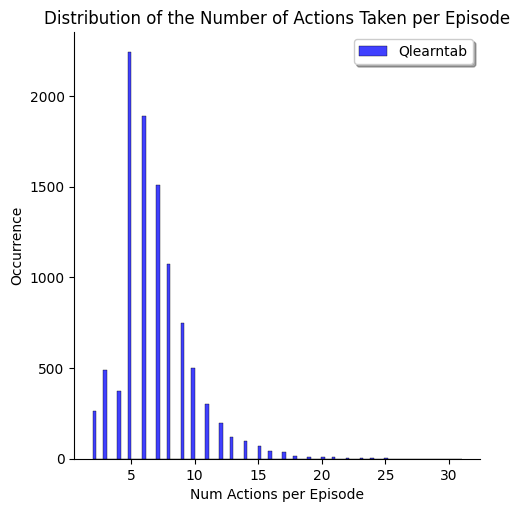 Distribution of the Number of Actions Taken per Episode
Qlearntab
2000
1500
1000
500
0
Occurrence
5 10 15 20 25 30
Num Actions per Episode